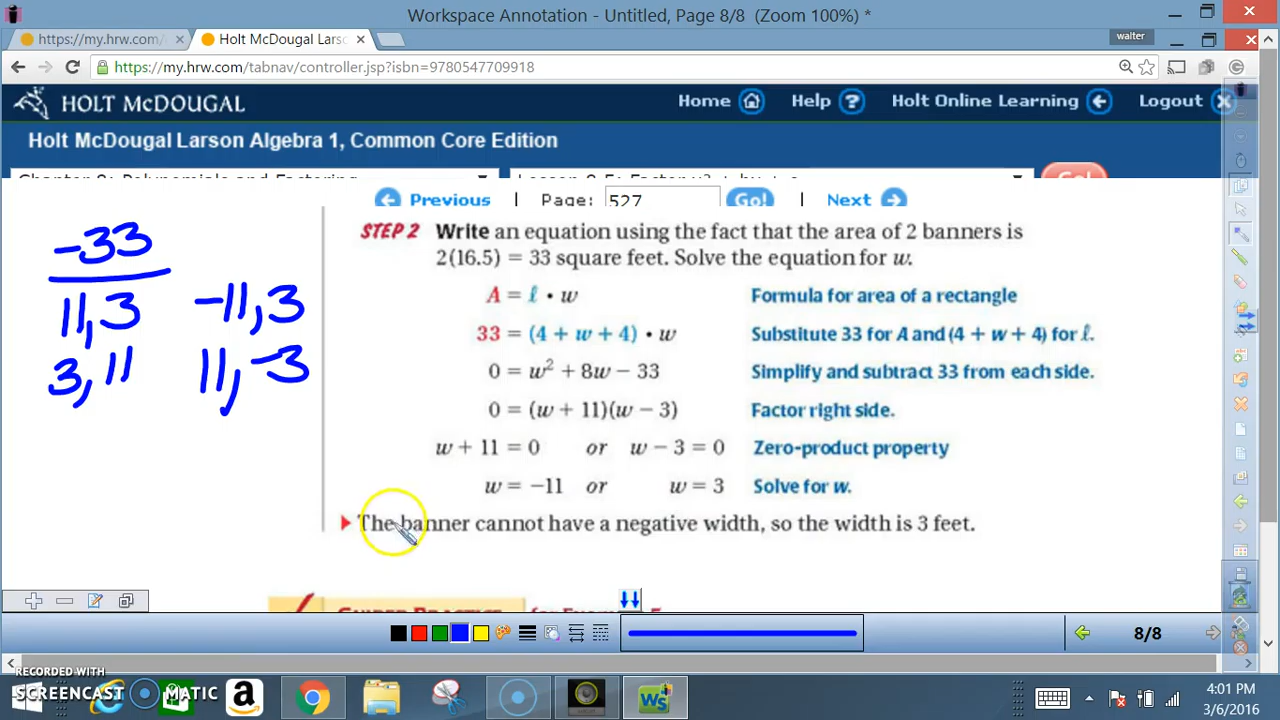 Workspace Annotation - Untitled, Page 8/8 (Zoom 100%) *
https://my.hrw.com/
Holt McDougal Lars
walter
https://my.hrw.com/tabnav/controller.jsp?isbn=9780547709918
HOLT MCDOUGAL
Home
Help
Holt Online Learning
Logout
Holt McDougal Larson Algebra 1, Common Core Edition
Previous | Page: 527 Go! | Next
STEP 2 Write an equation using the fact that the area of 2 banners is
2(16.5) = 33 square feet. Solve the equation for w.
A = ℓ • w Formula for area of a rectangle
33 = (4 + w + 4) • w Substitute 33 for A and (4 + w + 4) for ℓ.
0 = w² + 8w − 33 Simplify and subtract 33 from each side.
0 = (w + 11)(w − 3) Factor right side.
w + 11 = 0 or w − 3 = 0 Zero-product property
w = −11 or w = 3 Solve for w.
The banner cannot have a negative width, so the width is 3 feet.
-33
11,3 -11,3
3,11 11,-3
8/8
RECORDED WITH
SCREENCAST MATIC
4:01 PM
3/6/2016